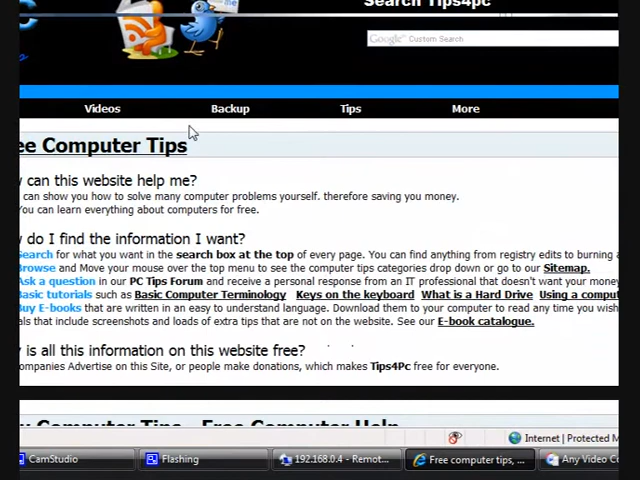 Search Tips4pc
Google™ Custom Search
Videos Backup Tips More
ee Computer Tips
can this website help me?
can show you how to solve many computer problems yourself. therefore saving you money.
You can learn everything about computers for free.
do I find the information I want?
Search for what you want in the search box at the top of every page. You can find anything from registry edits to burning
Browse and Move your mouse over the top menu to see the computer tips categories drop down or go to our Sitemap.
Ask a question in our PC Tips Forum and receive a personal response from an IT professional that doesn't want your money
Basic tutorials such as Basic Computer Terminology Keys on the keyboard What is a Hard Drive Using a comput
Buy E-books that are written in an easy to understand language. Download them to your computer to read any time you wish
als that include screenshots and loads of extra tips that are not on the website. See our E-book catalogue.
is all this information on this website free?
ompanies Advertise on this Site, or people make donations, which makes Tips4Pc free for everyone.
Computer Tips - Free Computer Help
Internet | Protected M
CamStudio Flashing 192.168.0.4 - Remot... Free computer tips, ... Any Video Co